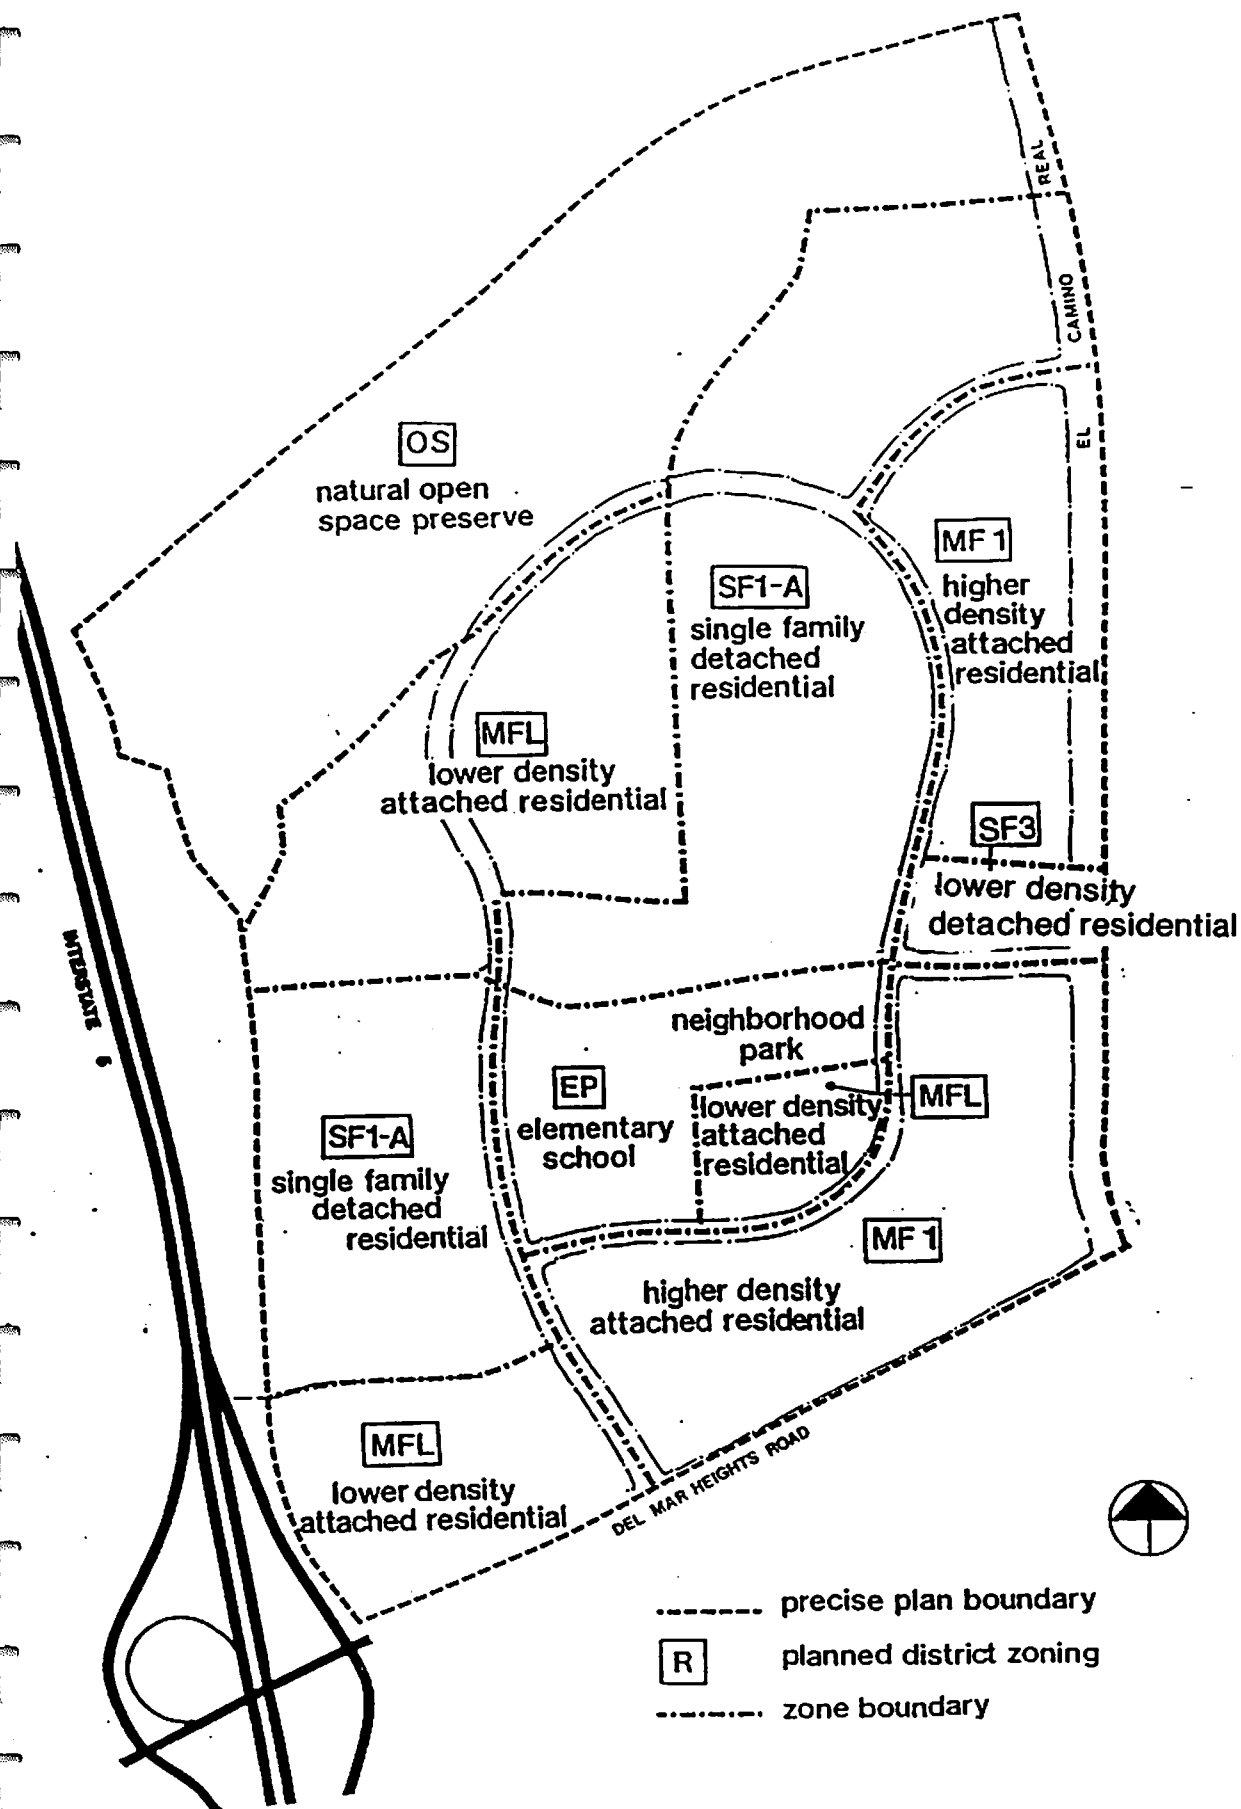 REAL
CAMINO
EL
OS
natural open
space preserve
MF 1
higher
density
attached
residential
SF1-A
single family
detached
residential
MFL
lower density
attached residential
SF3
lower density
detached residential
INTERSTATE 5
neighborhood
park
EP
elementary
school
MFL
lower density
attached
residential
SF1-A
single family
detached
residential
MF 1
higher density
attached residential
MFL
lower density
attached residential
DEL MAR HEIGHTS ROAD
precise plan boundary
R
planned district zoning
zone boundary